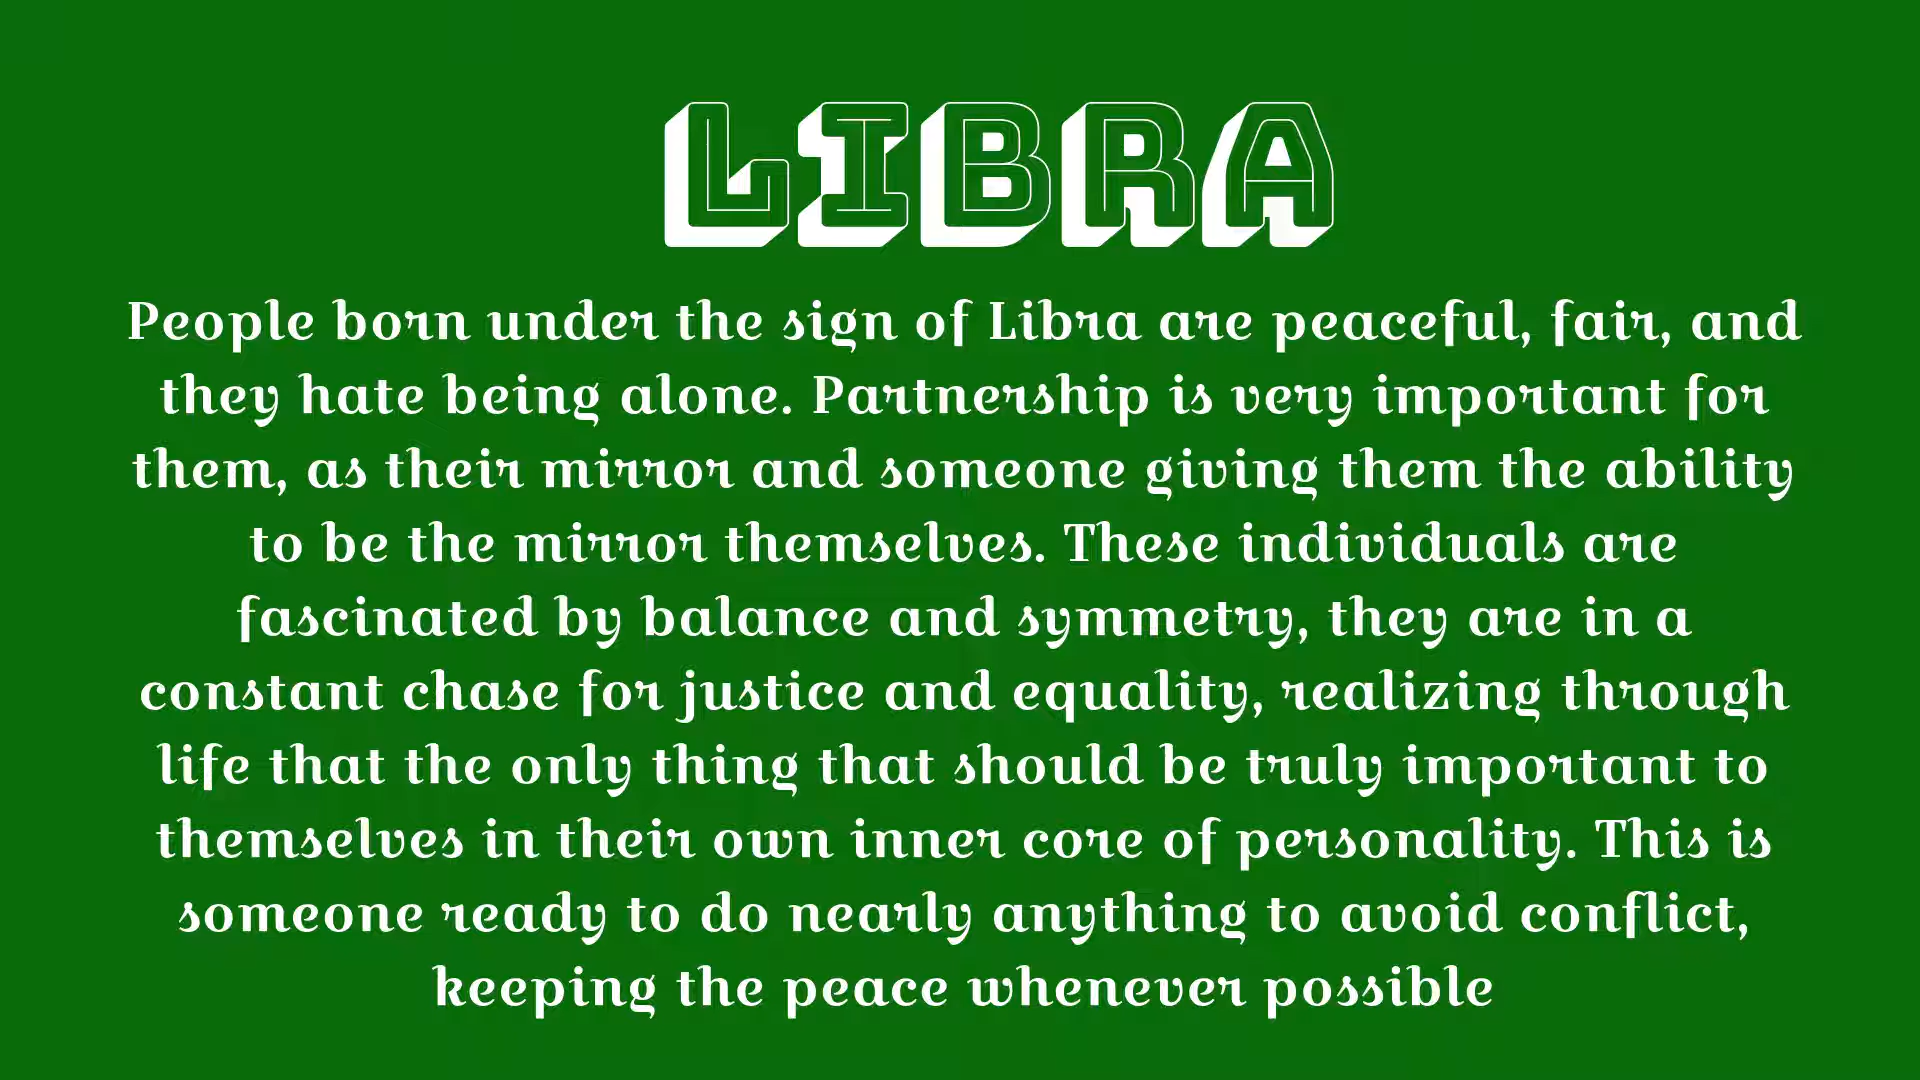 LIBRA
People born under the sign of Libra are peaceful, fair, and
they hate being alone. Partnership is very important for
them, as their mirror and someone giving them the ability
to be the mirror themselves. These individuals are
fascinated by balance and symmetry, they are in a
constant chase for justice and equality, realizing through
life that the only thing that should be truly important to
themselves in their own inner core of personality. This is
someone ready to do nearly anything to avoid conflict,
keeping the peace whenever possible